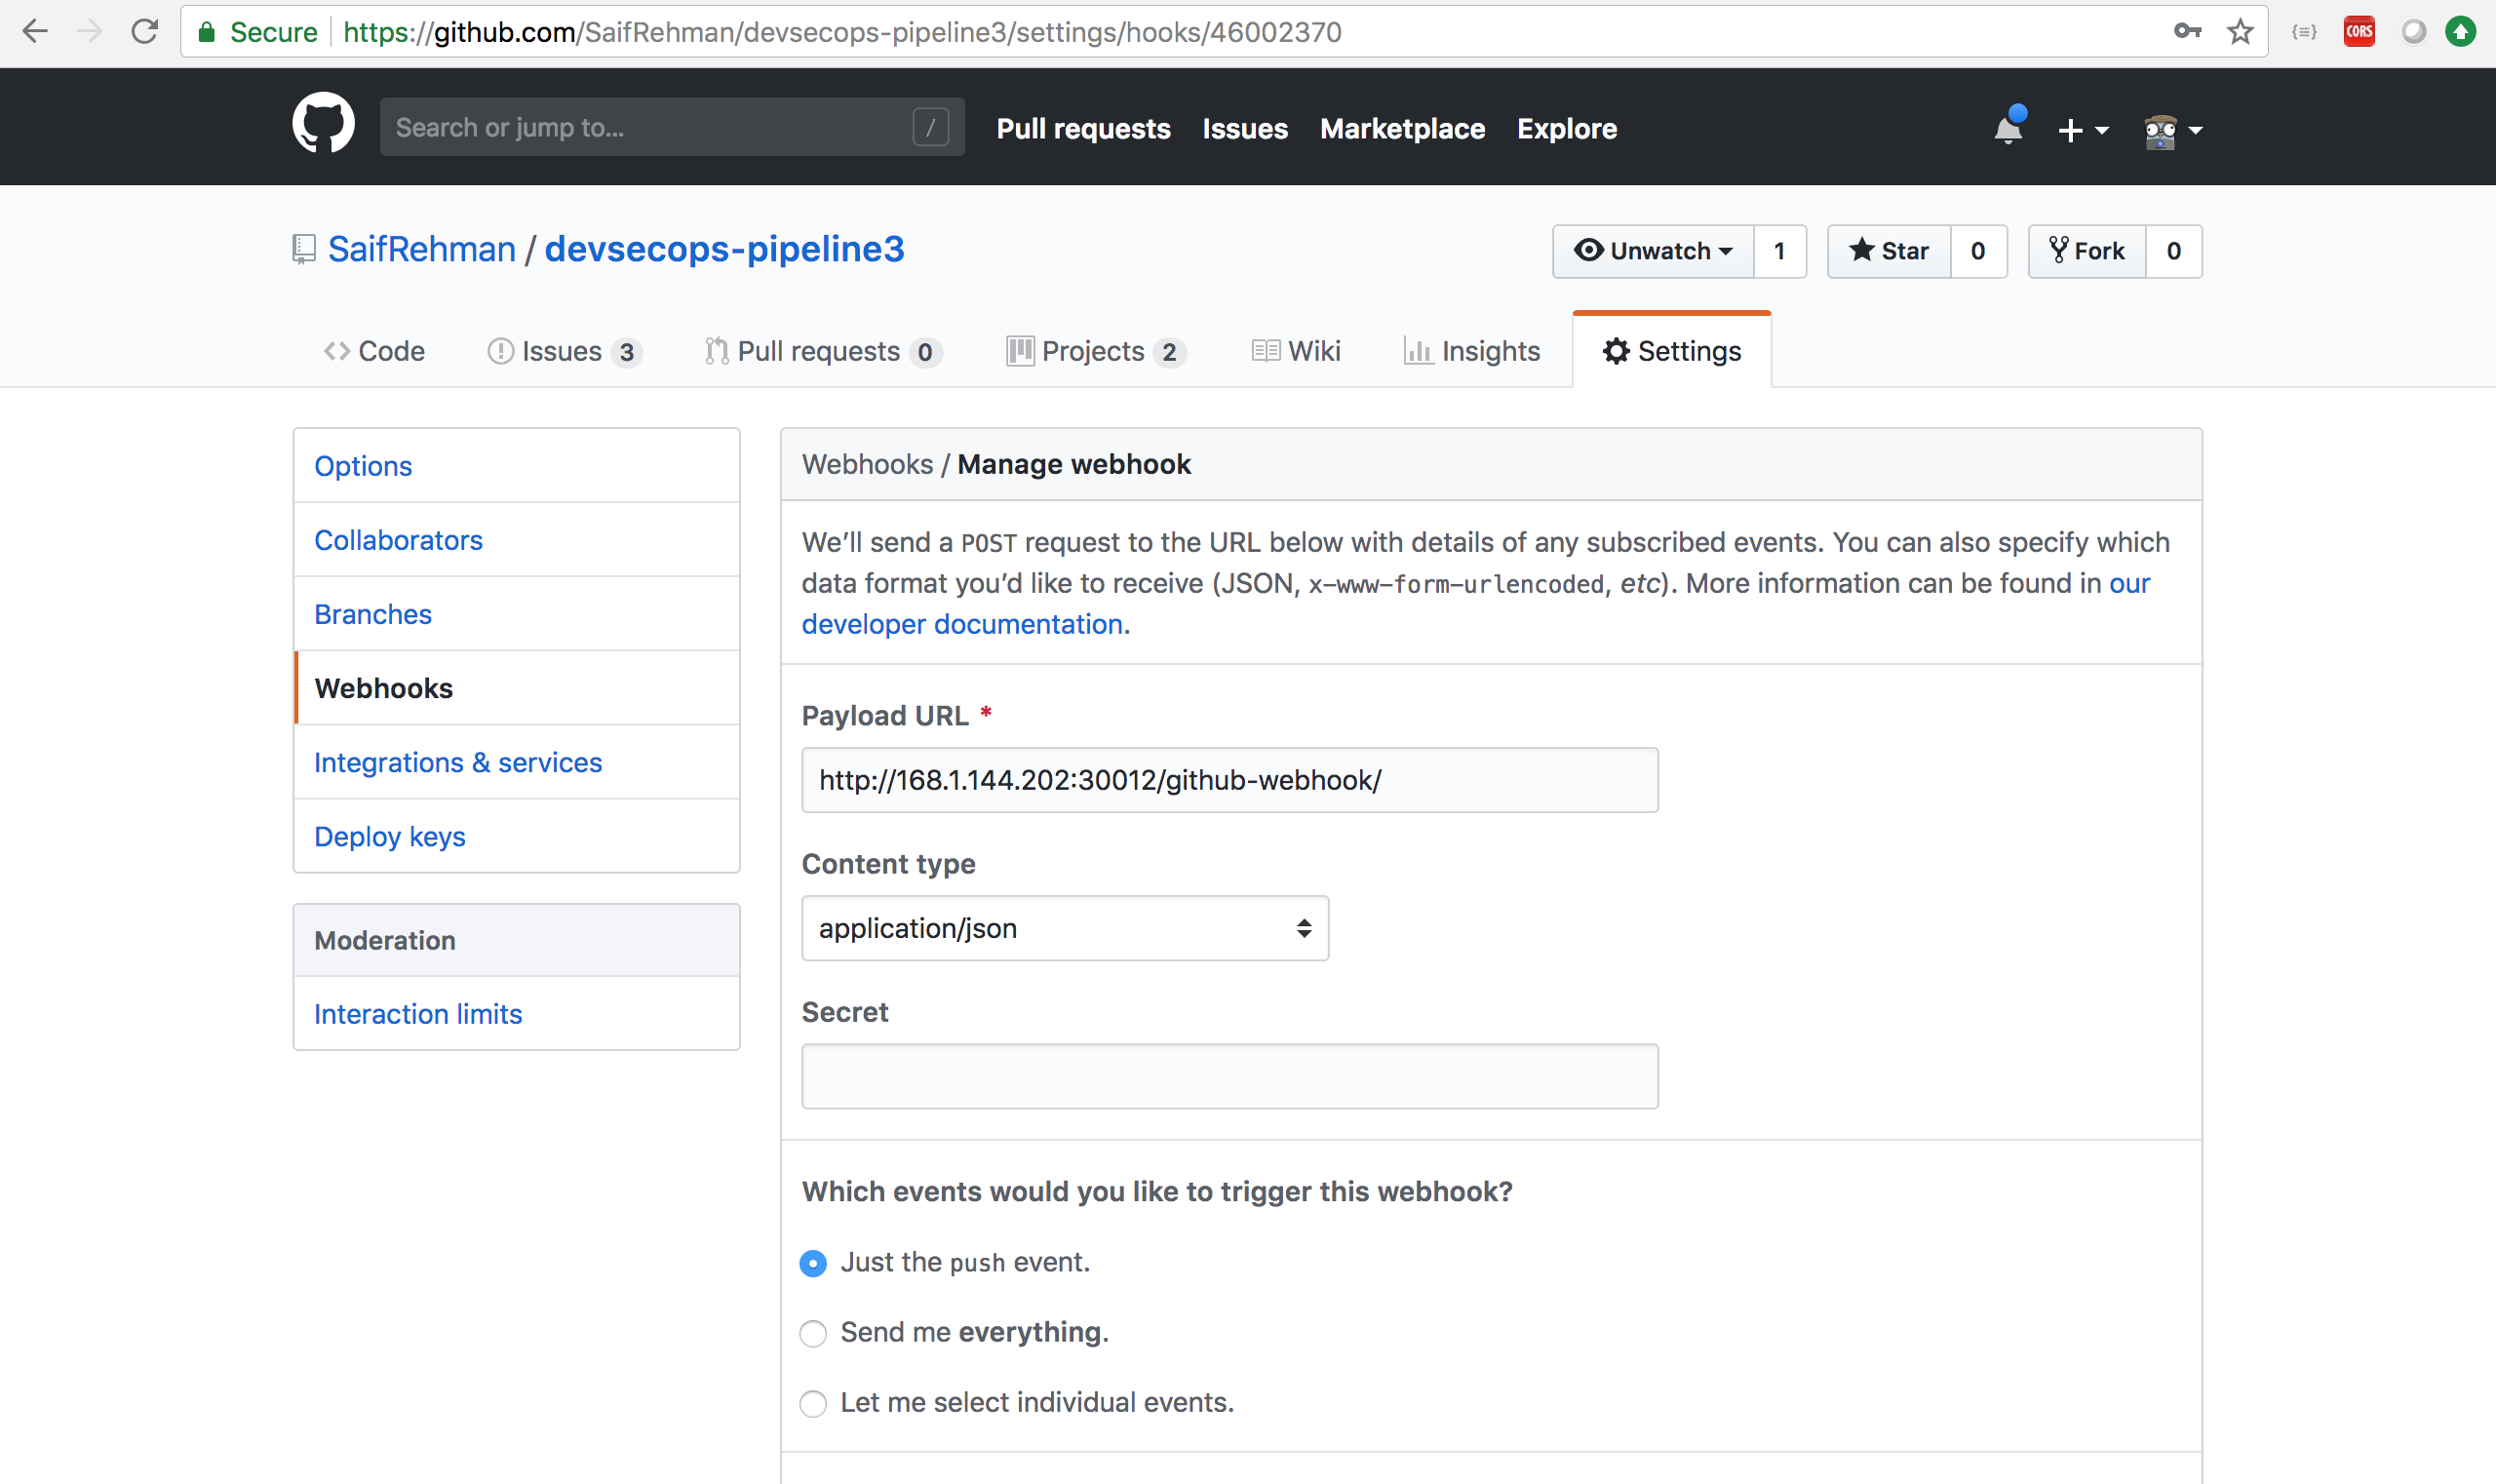 Secure https://github.com/SaifRehman/devsecops-pipeline3/settings/hooks/46002370
{≡} CORS
Search or jump to... / Pull requests Issues Marketplace Explore
SaifRehman / devsecops-pipeline3 Unwatch 1 Star 0 Fork 0
Code Issues 3 Pull requests 0 Projects 2 Wiki Insights Settings
Options
Collaborators
Branches
Webhooks
Integrations & services
Deploy keys
Moderation
Interaction limits
Webhooks / Manage webhook
We’ll send a POST request to the URL below with details of any subscribed events. You can also specify which
data format you’d like to receive (JSON, x-www-form-urlencoded, etc). More information can be found in our
developer documentation.
Payload URL *
http://168.1.144.202:30012/github-webhook/
Content type
application/json
Secret
Which events would you like to trigger this webhook?
Just the push event.
Send me everything.
Let me select individual events.